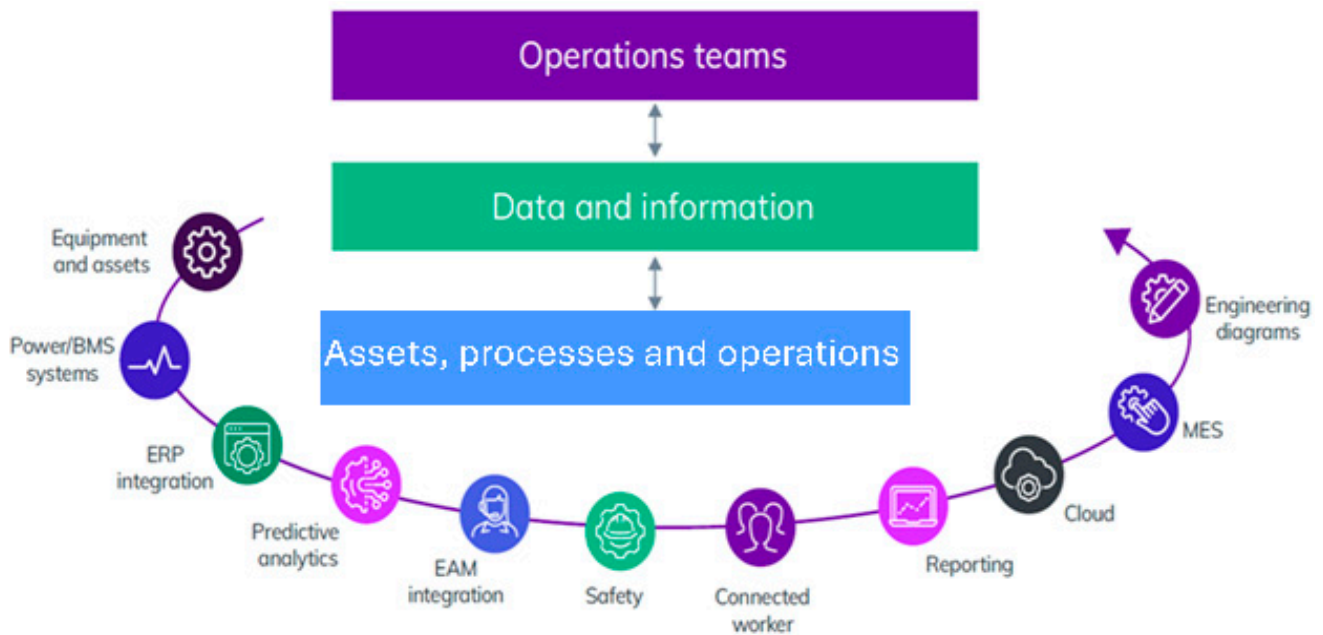 Operations teams
Data and information
Assets, processes and operations
Equipment
and assets
Power/BMS
systems
ERP
integration
Predictive
analytics
EAM
integration
Safety
Connected
worker
Reporting
Cloud
MES
Engineering
diagrams